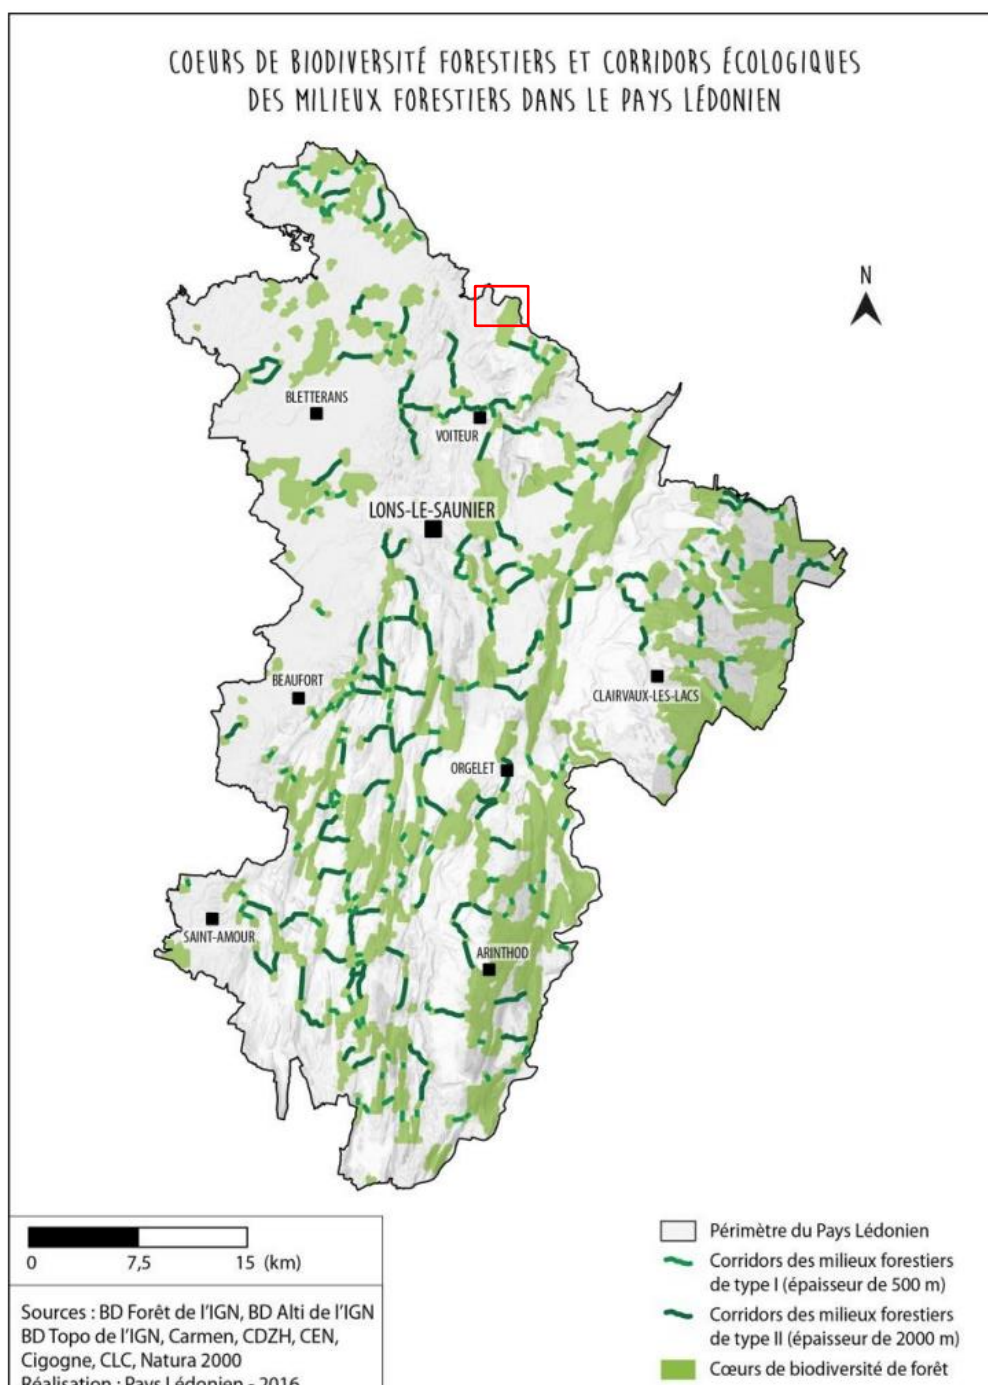 COEURS DE BIODIVERSITÉ FORESTIERS ET CORRIDORS ÉCOLOGIQUES
DES MILIEUX FORESTIERS DANS LE PAYS LÉDONIEN
N
BLETTERANS
VOITEUR
LONS-LE-SAUNIER
BEAUFORT
CLAIRVAUX-LES-LACS
ORGELET
SAINT-AMOUR
ARINTHOD
0 7,5 15 (km)
Sources : BD Forêt de l'IGN, BD Alti de l'IGN
BD Topo de l'IGN, Carmen, CDZH, CEN,
Cigogne, CLC, Natura 2000
Réalisation : Pays Lédonien - 2016
Périmètre du Pays Lédonien
Corridors des milieux forestiers
de type I (épaisseur de 500 m)
Corridors des milieux forestiers
de type II (épaisseur de 2000 m)
Cœurs de biodiversité de forêt